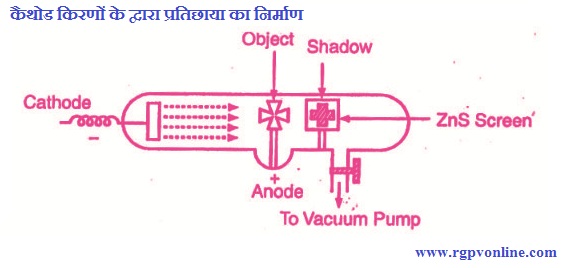 कैथोड किरणों के द्वारा प्रतिछाया का निर्माण
Object
Shadow
Cathode
ZnS Screen
−
+
Anode
To Vacuum Pump
www.rgpvonline.com